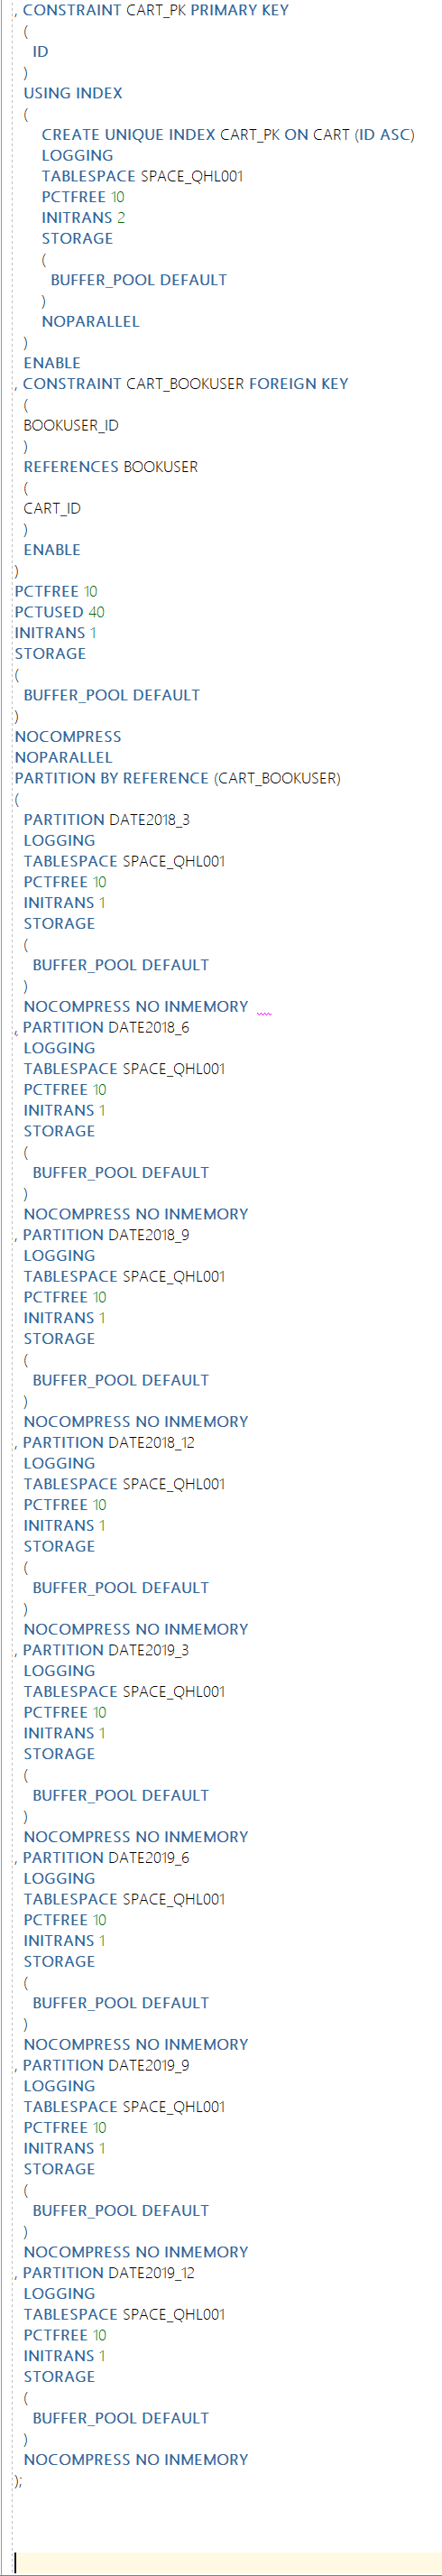 , CONSTRAINT CART_PK PRIMARY KEY
(
ID
)
USING INDEX
(
CREATE UNIQUE INDEX CART_PK ON CART (ID ASC)
LOGGING
TABLESPACE SPACE_QHL001
PCTFREE 10
INITRANS 2
STORAGE
(
BUFFER_POOL DEFAULT
)
NOPARALLEL
)
ENABLE
, CONSTRAINT CART_BOOKUSER FOREIGN KEY
(
BOOKUSER_ID
)
REFERENCES BOOKUSER
(
CART_ID
)
ENABLE
)
PCTFREE 10
PCTUSED 40
INITRANS 1
STORAGE
(
BUFFER_POOL DEFAULT
)
NOCOMPRESS
NOPARALLEL
PARTITION BY REFERENCE (CART_BOOKUSER)
(
PARTITION DATE2018_3
LOGGING
TABLESPACE SPACE_QHL001
PCTFREE 10
INITRANS 1
STORAGE
(
BUFFER_POOL DEFAULT
)
NOCOMPRESS NO INMEMORY
, PARTITION DATE2018_6
LOGGING
TABLESPACE SPACE_QHL001
PCTFREE 10
INITRANS 1
STORAGE
(
BUFFER_POOL DEFAULT
)
NOCOMPRESS NO INMEMORY
, PARTITION DATE2018_9
LOGGING
TABLESPACE SPACE_QHL001
PCTFREE 10
INITRANS 1
STORAGE
(
BUFFER_POOL DEFAULT
)
NOCOMPRESS NO INMEMORY
, PARTITION DATE2018_12
LOGGING
TABLESPACE SPACE_QHL001
PCTFREE 10
INITRANS 1
STORAGE
(
BUFFER_POOL DEFAULT
)
NOCOMPRESS NO INMEMORY
, PARTITION DATE2019_3
LOGGING
TABLESPACE SPACE_QHL001
PCTFREE 10
INITRANS 1
STORAGE
(
BUFFER_POOL DEFAULT
)
NOCOMPRESS NO INMEMORY
, PARTITION DATE2019_6
LOGGING
TABLESPACE SPACE_QHL001
PCTFREE 10
INITRANS 1
STORAGE
(
BUFFER_POOL DEFAULT
)
NOCOMPRESS NO INMEMORY
, PARTITION DATE2019_9
LOGGING
TABLESPACE SPACE_QHL001
PCTFREE 10
INITRANS 1
STORAGE
(
BUFFER_POOL DEFAULT
)
NOCOMPRESS NO INMEMORY
, PARTITION DATE2019_12
LOGGING
TABLESPACE SPACE_QHL001
PCTFREE 10
INITRANS 1
STORAGE
(
BUFFER_POOL DEFAULT
)
NOCOMPRESS NO INMEMORY
);